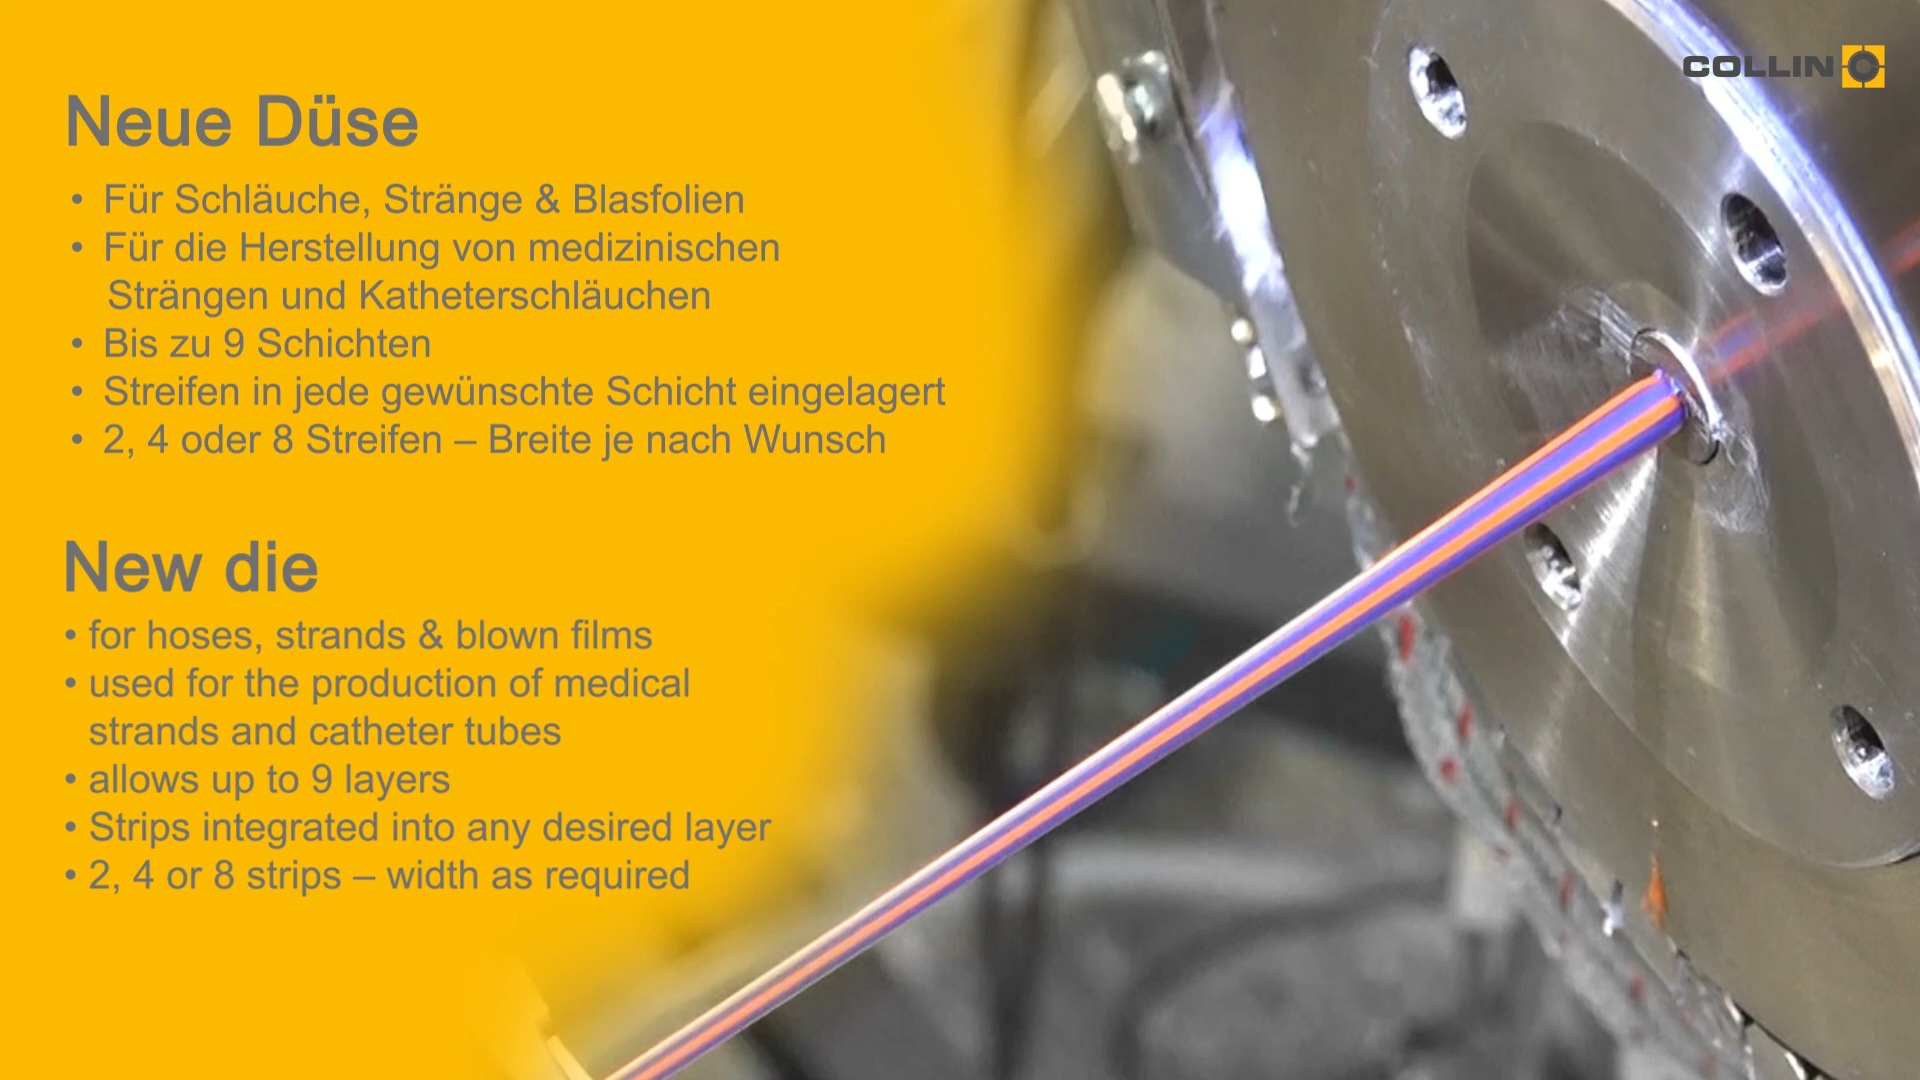 COLLIN
Neue Düse
• Für Schläuche, Stränge & Blasfolien
• Für die Herstellung von medizinischen
Strängen und Katheterschläuchen
• Bis zu 9 Schichten
• Streifen in jede gewünschte Schicht eingelagert
• 2, 4 oder 8 Streifen – Breite je nach Wunsch
New die
• for hoses, strands & blown films
• used for the production of medical
strands and catheter tubes
• allows up to 9 layers
• Strips integrated into any desired layer
• 2, 4 or 8 strips – width as required